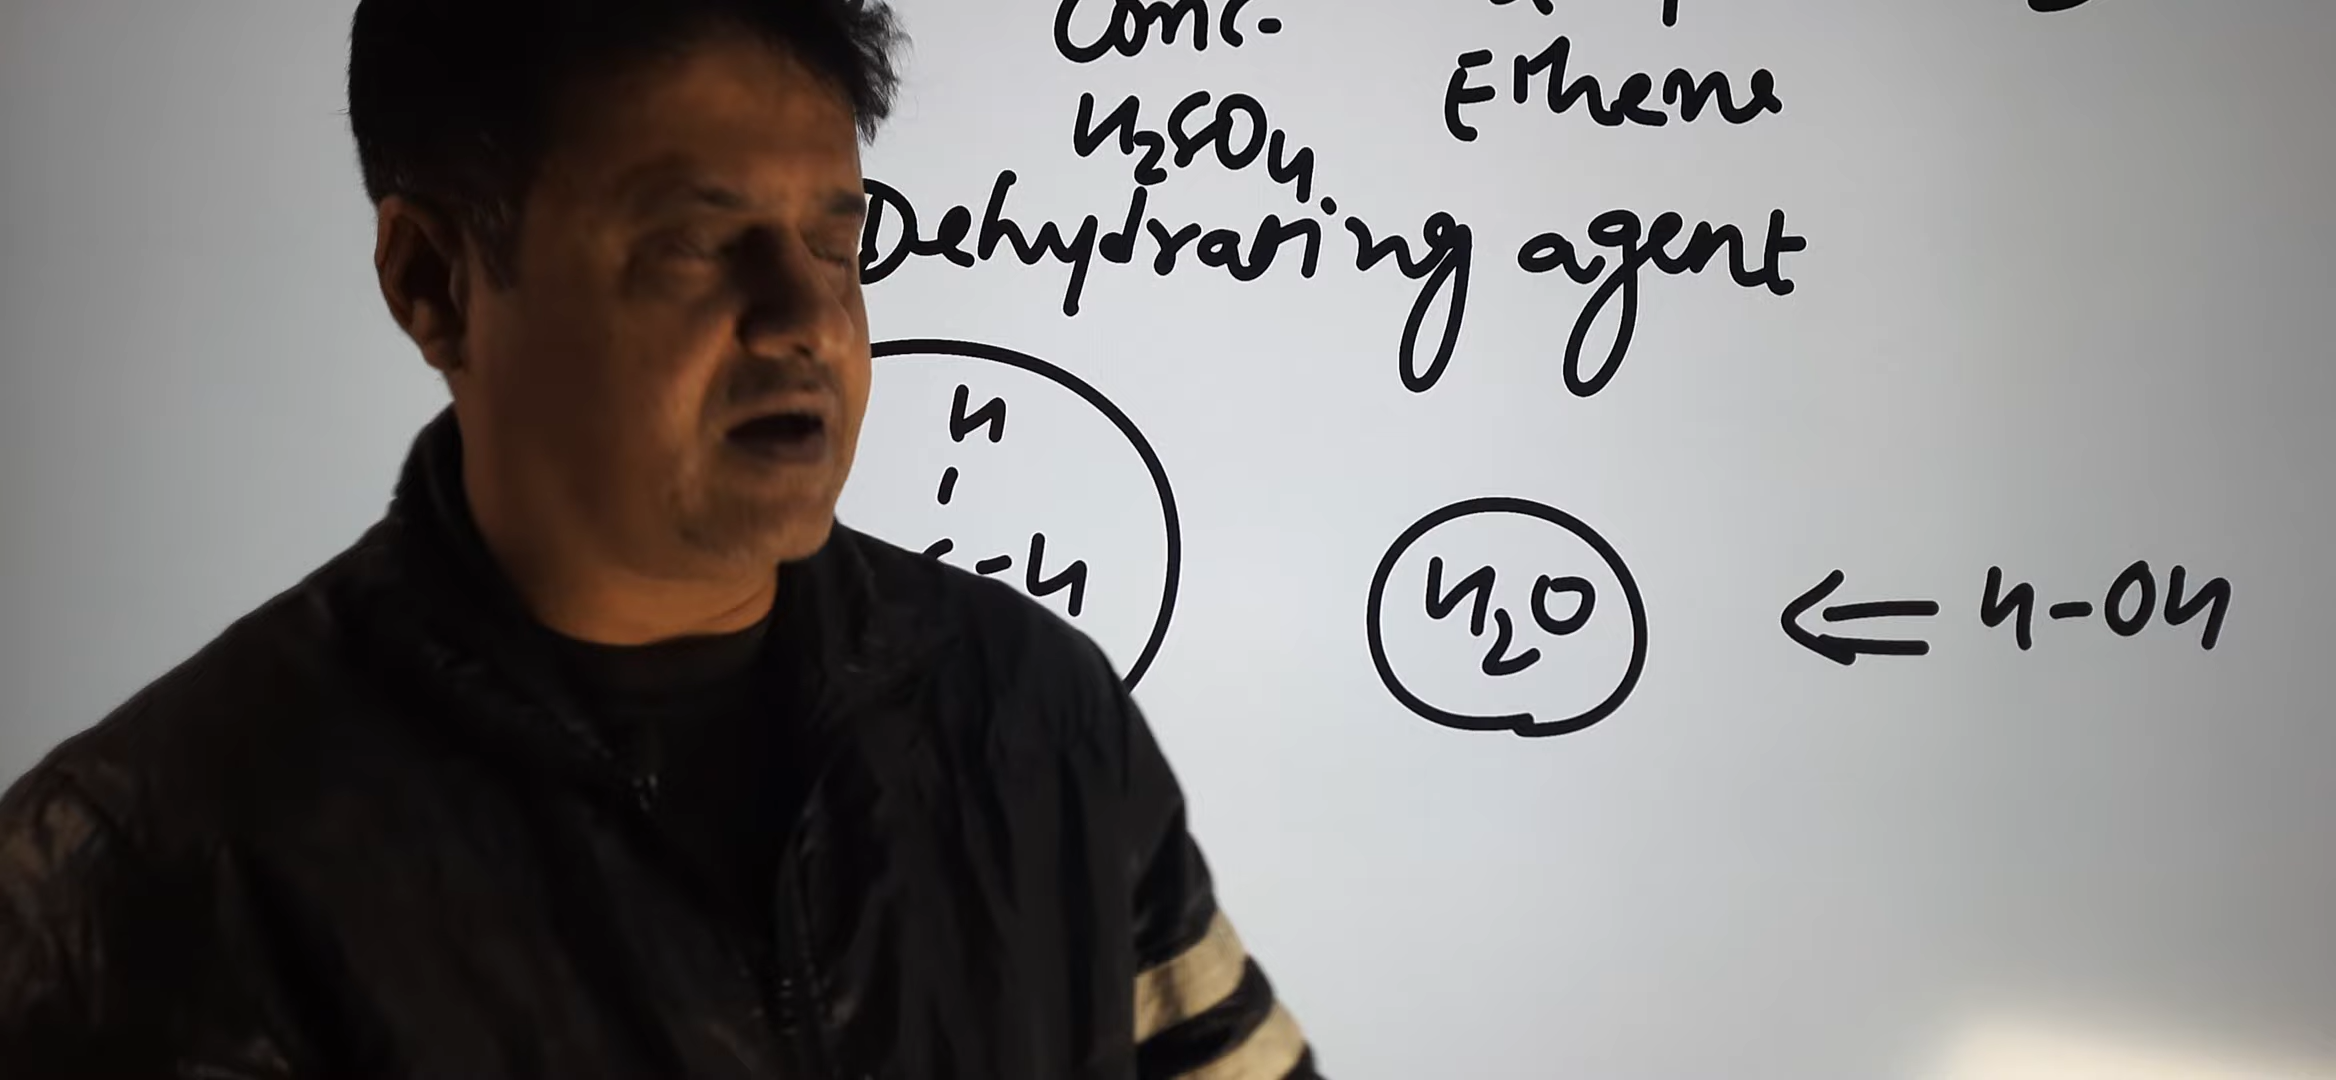 Conc.
Ethene
H₂SO₄
Dehydrating agent
H
C-H
H₂O ⇐ H-OH